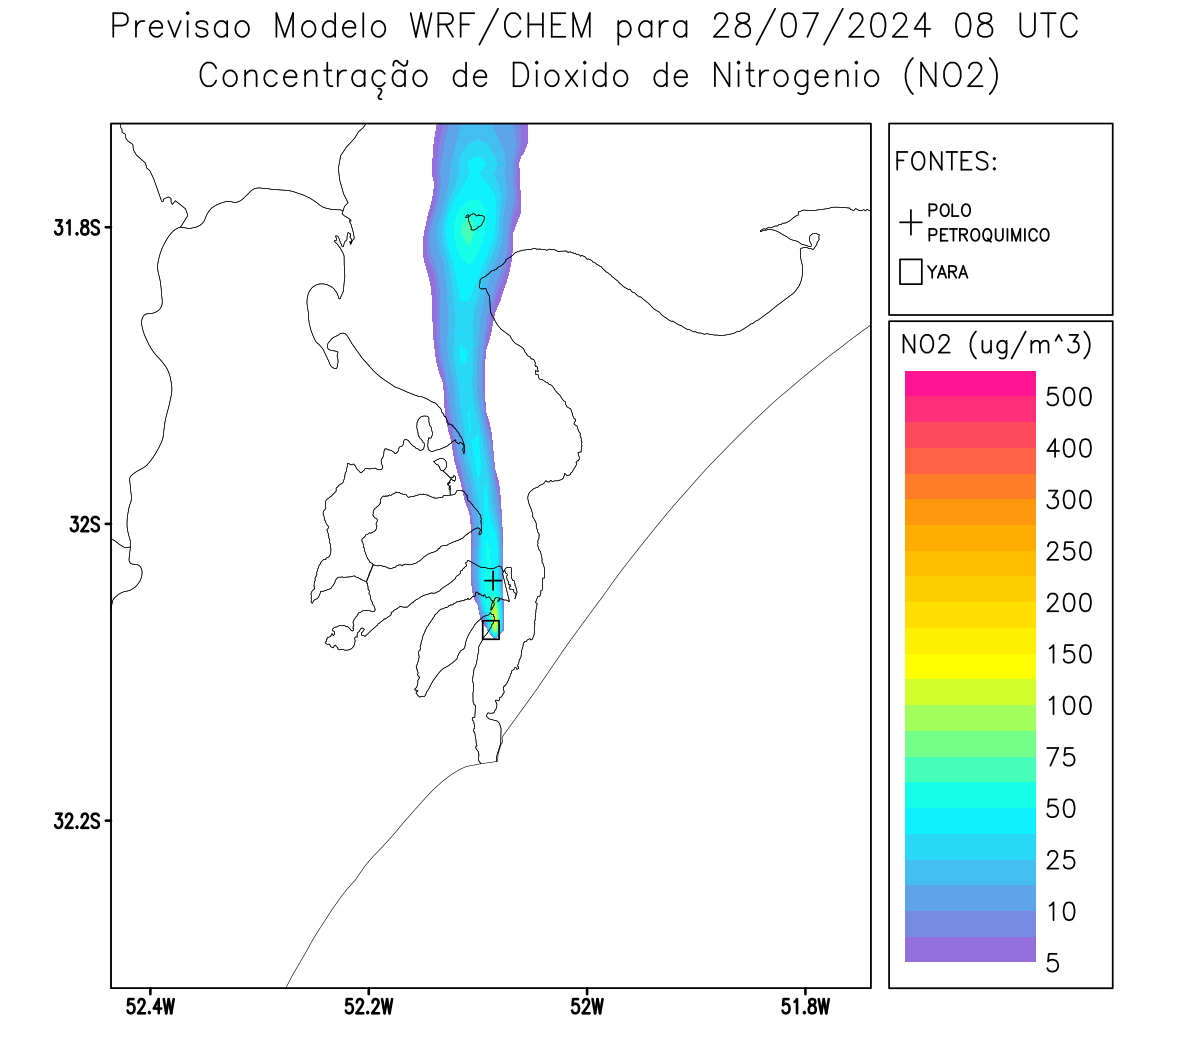 Previsao Modelo WRF/CHEM para 28/07/2024 08 UTC
Concentração de Dioxido de Nitrogenio (NO2)
FONTES:
POLO
PETROQUIMICO
YARA
NO2 (ug/m^3)
500
400
300
250
200
150
100
75
50
25
10
5
31.8S
32S
32.2S
52.4W
52.2W
52W
51.8W